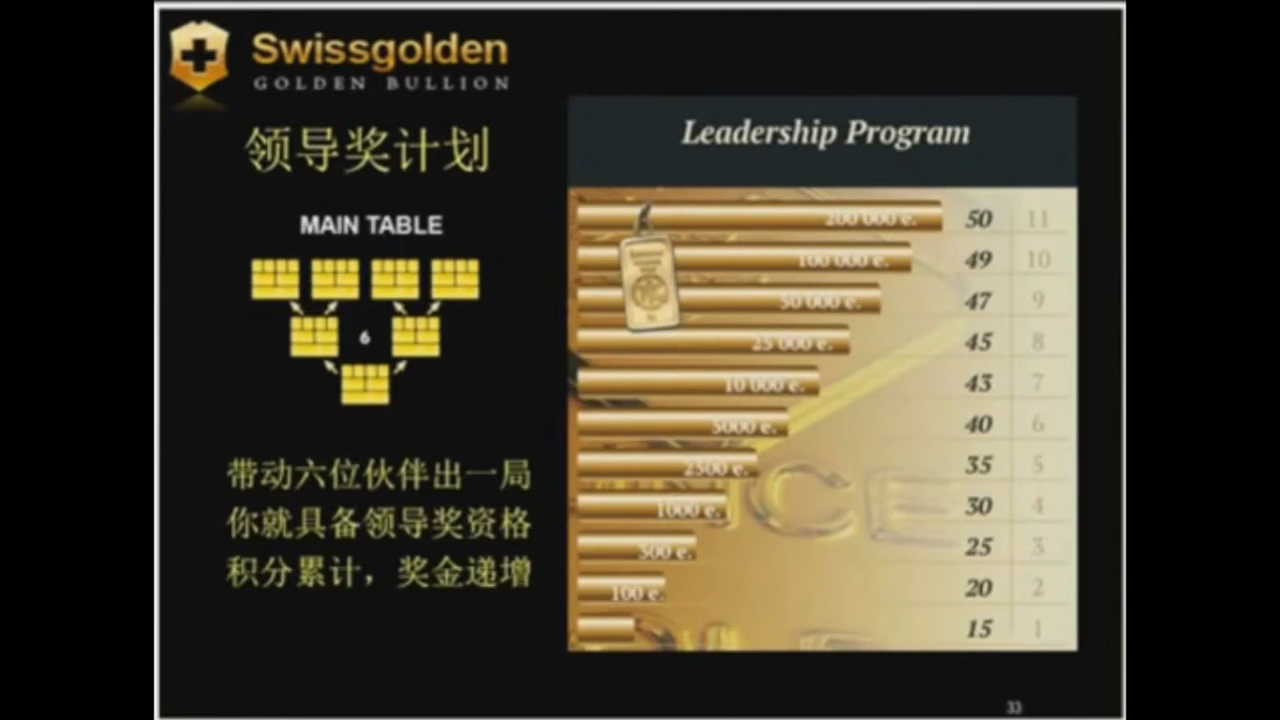 Swissgolden
GOLDEN BULLION
领导奖计划
MAIN TABLE
6
带动六位伙伴出一局
你就具备领导奖资格
积分累计，奖金递增
Leadership Program
200 000 e. 50 11
100 000 e. 49 10
50 000 e. 47 9
25 000 e. 45 8
10 000 e. 43 7
5000 e. 40 6
2500 e. 35 5
1000 e. 30 4
300 e. 25 3
100 e. 20 2
15 1
33